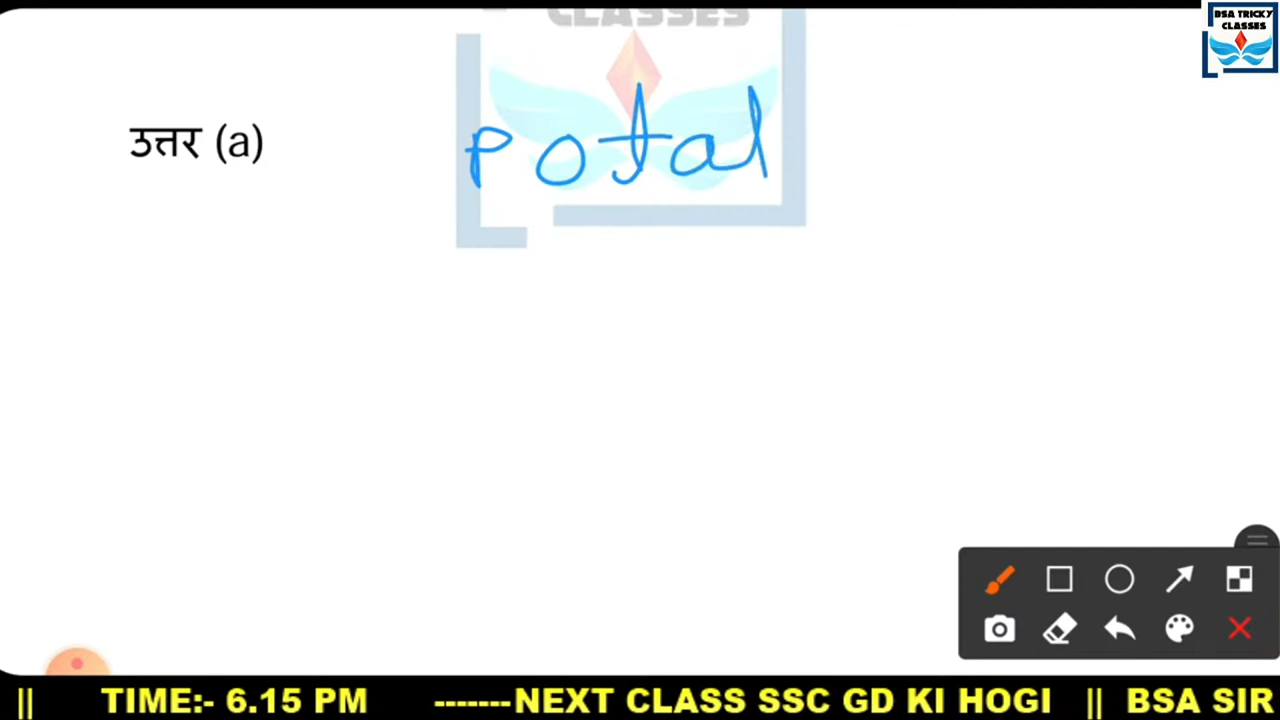 CLASSES
BSA TRICKY
CLASSES
उत्तर (a)
potal
|| TIME:- 6.15 PM -------NEXT CLASS SSC GD KI HOGI || BSA SIR